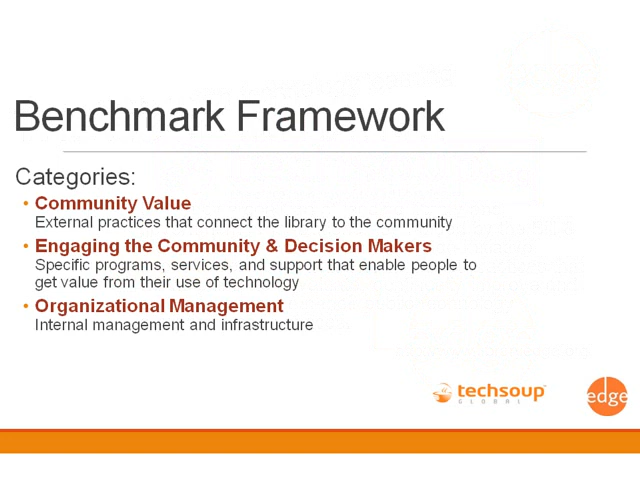 Benchmark Framework
Categories:
• Community Value
External practices that connect the library to the community
• Engaging the Community & Decision Makers
Specific programs, services, and support that enable people to
get value from their use of technology
• Organizational Management
Internal management and infrastructure
techsoup™
GLOBAL
edge